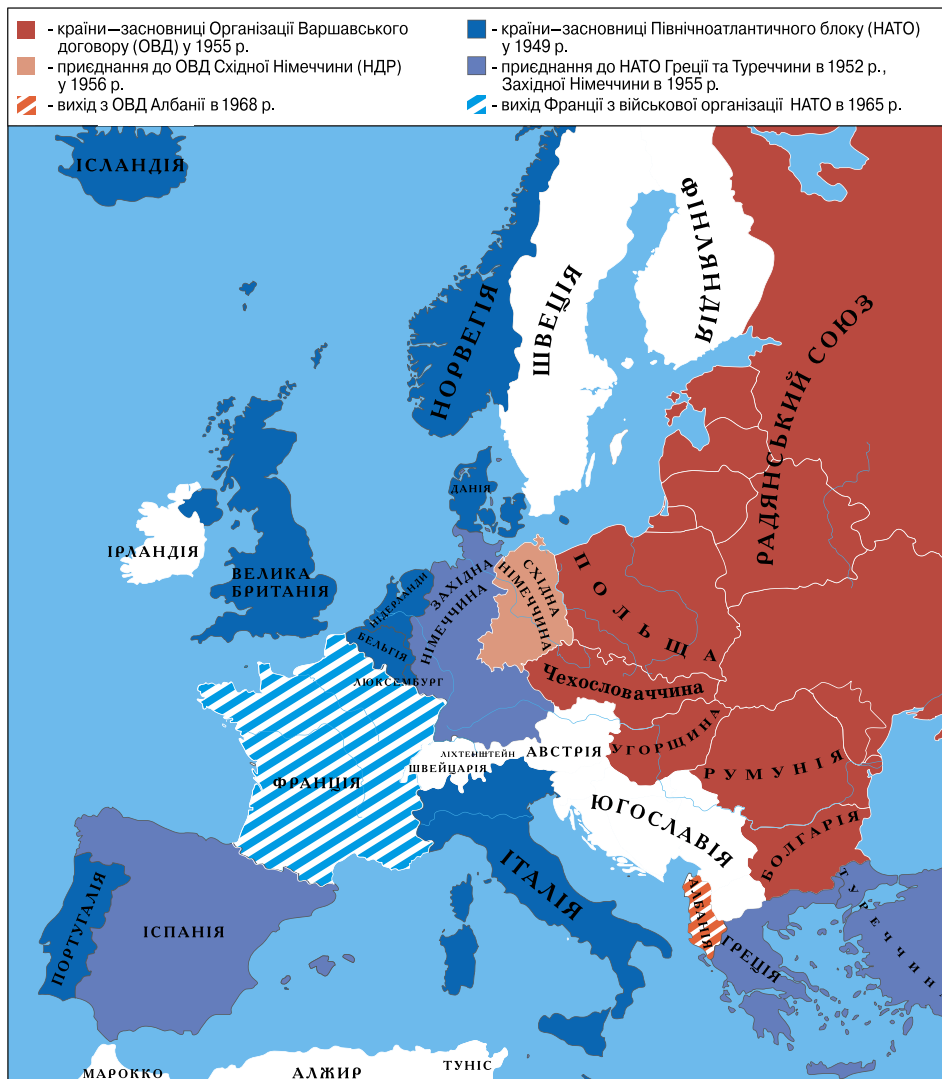 - країни–засновниці Організації Варшавського
договору (ОВД) у 1955 р.
- приєднання до ОВД Східної Німеччини (НДР)
у 1956 р.
- вихід з ОВД Албанії в 1968 р.
- країни–засновниці Північноатлантичного блоку (НАТО)
у 1949 р.
- приєднання до НАТО Греції та Туреччини в 1952 р.,
Західної Німеччини в 1955 р.
- вихід Франції з військової організації НАТО в 1965 р.
ІСЛАНДІЯ
НОРВЕГІЯ
ШВЕЦІЯ
ФІНЛЯНДІЯ
РАДЯНСЬКИЙ СОЮЗ
ДАНІЯ
ІРЛАНДІЯ
ВЕЛИКА
БРИТАНІЯ
НІДЕРЛАНДИ
БЕЛЬГІЯ
ЛЮКСЕМБУРГ
ЗАХІДНА
НІМЕЧЧИНА
СХІДНА
НІМЕЧЧИНА
ПОЛЬЩА
Чехословаччина
ФРАНЦІЯ
ЛІХТЕНШТЕЙН
ШВЕЙЦАРІЯ
АВСТРІЯ
УГОРЩИНА
РУМУНІЯ
ЮГОСЛАВІЯ
БОЛГАРІЯ
ІТАЛІЯ
АЛБАНІЯ
ГРЕЦІЯ
ТУРЕЧЧИН
ПОРТУГАЛІЯ
ІСПАНІЯ
МАРОККО
АЛЖИР
ТУНІС